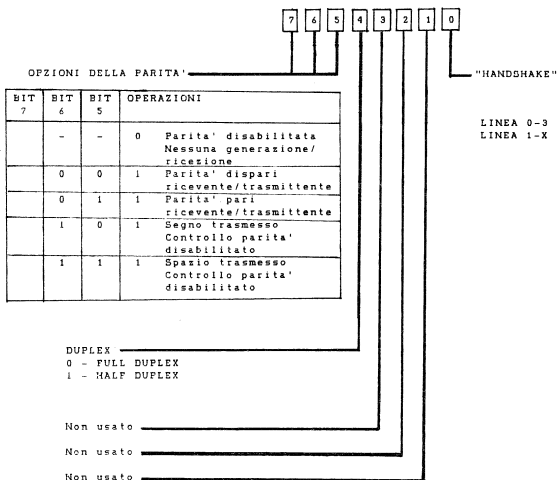 7 6 5 4 3 2 1 0
OPZIONI DELLA PARITA'
"HANDSHAKE"
LINEA 0-3
LINEA 1-X
BIT 7 BIT 6 BIT 5 OPERAZIONI
- - 0 Parita' disabilitata
Nessuna generazione/
ricezione
0 0 1 Parita' dispari
ricevente/trasmittente
0 1 1 Parita' pari
ricevente/trasmittente
1 0 1 Segno trasmesso
Controllo parita'
disabilitato
1 1 1 Spazio trasmesso
Controllo parita'
disabilitato
DUPLEX
0 - FULL DUPLEX
1 - HALF DUPLEX
Non usato
Non usato
Non usato